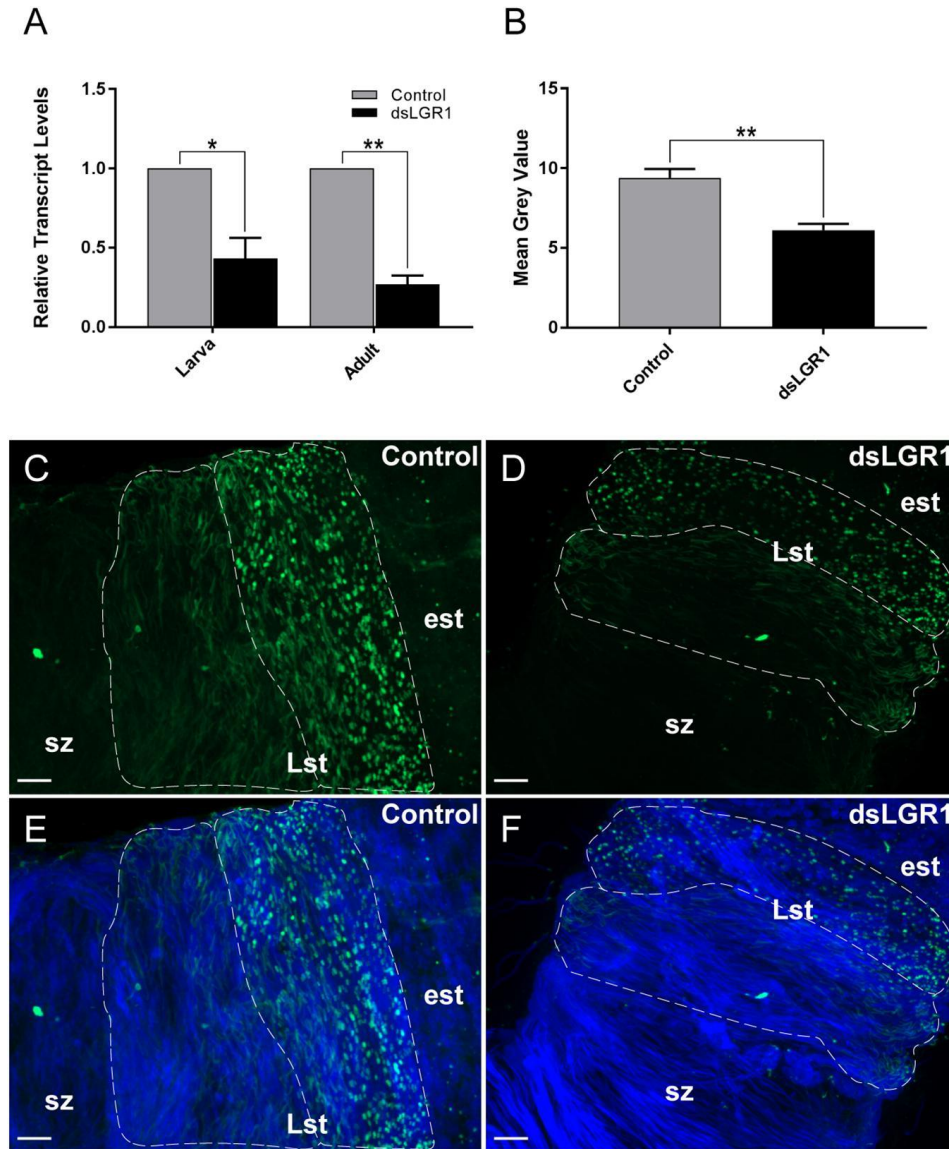 A
Relative Transcript Levels
1.5
1.0
0.5
0.0
Control
dsLGR1
*
**
Larva
Adult
B
Mean Grey Value
15
10
5
0
**
Control
dsLGR1
C
Control
est
sz
Lst
D
dsLGR1
est
Lst
sz
E
Control
est
sz
Lst
F
dsLGR1
est
Lst
sz